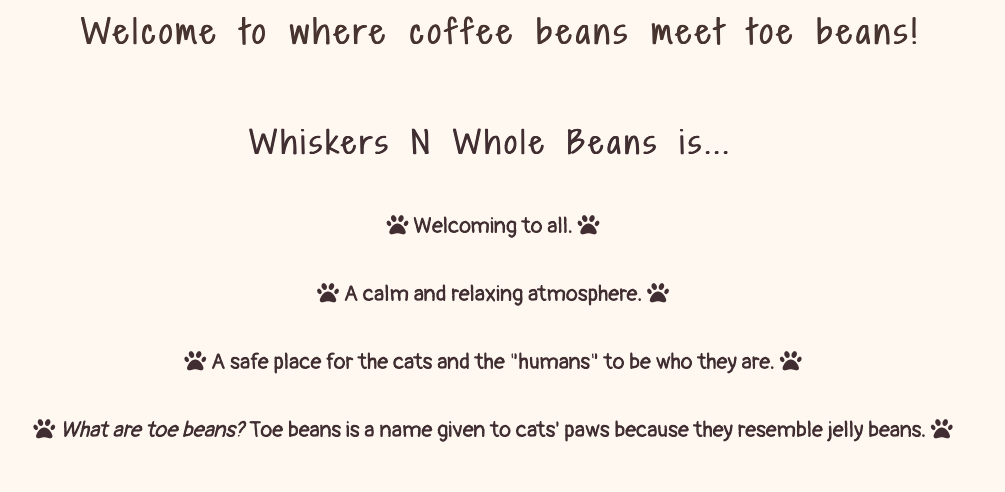 Welcome to where coffee beans meet toe beans!
Whiskers N Whole Beans is...
Welcoming to all.
A calm and relaxing atmosphere.
A safe place for the cats and the "humans" to be who they are.
What are toe beans? Toe beans is a name given to cats' paws because they resemble jelly beans.